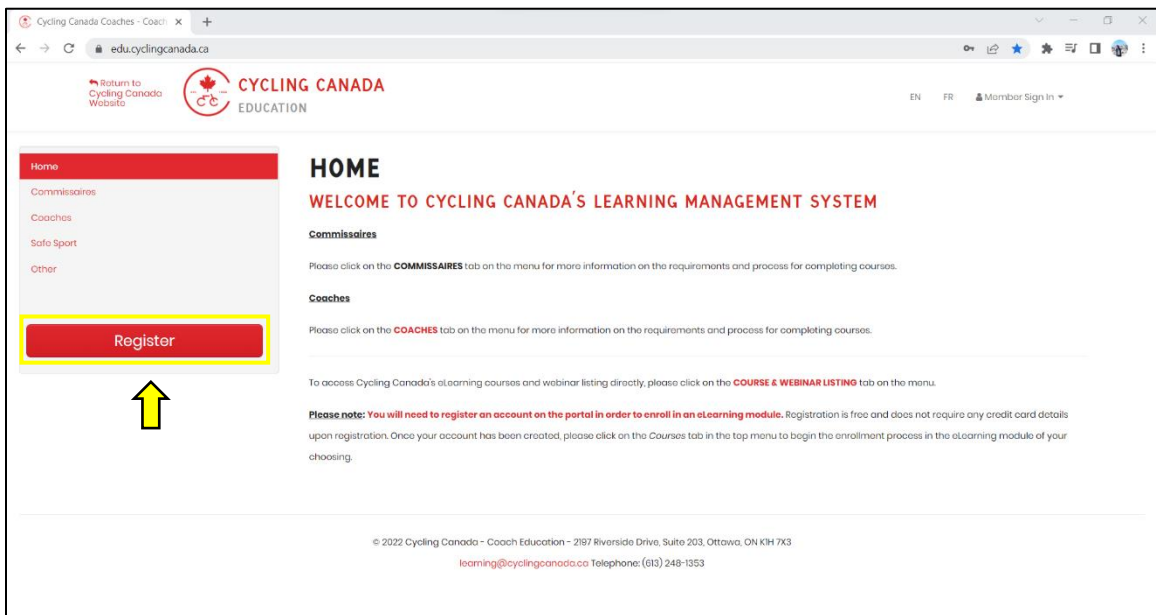 Cycling Canada Coaches - Coach
edu.cyclingcanada.ca
Return to
Cycling Canada
Website
CYCLING CANADA
EDUCATION
EN FR Member Sign In
Home
Commissaires
Coaches
Safe Sport
Other
Register
HOME
WELCOME TO CYCLING CANADA'S LEARNING MANAGEMENT SYSTEM
Commissaires
Please click on the COMMISSAIRES tab on the menu for more information on the requirements and process for completing courses.
Coaches
Please click on the COACHES tab on the menu for more information on the requirements and process for completing courses.
To access Cycling Canada's eLearning courses and webinar listing directly, please click on the COURSE & WEBINAR LISTING tab on the menu.
Please note: You will need to register an account on the portal in order to enroll in an eLearning module. Registration is free and does not require any credit card details
upon registration. Once your account has been created, please click on the Courses tab in the top menu to begin the enrollment process in the eLearning module of your
choosing.
© 2022 Cycling Canada - Coach Education - 2197 Riverside Drive, Suite 203, Ottawa, ON K1H 7X3
learning@cyclingcanada.ca Telephone: (613) 248-1353